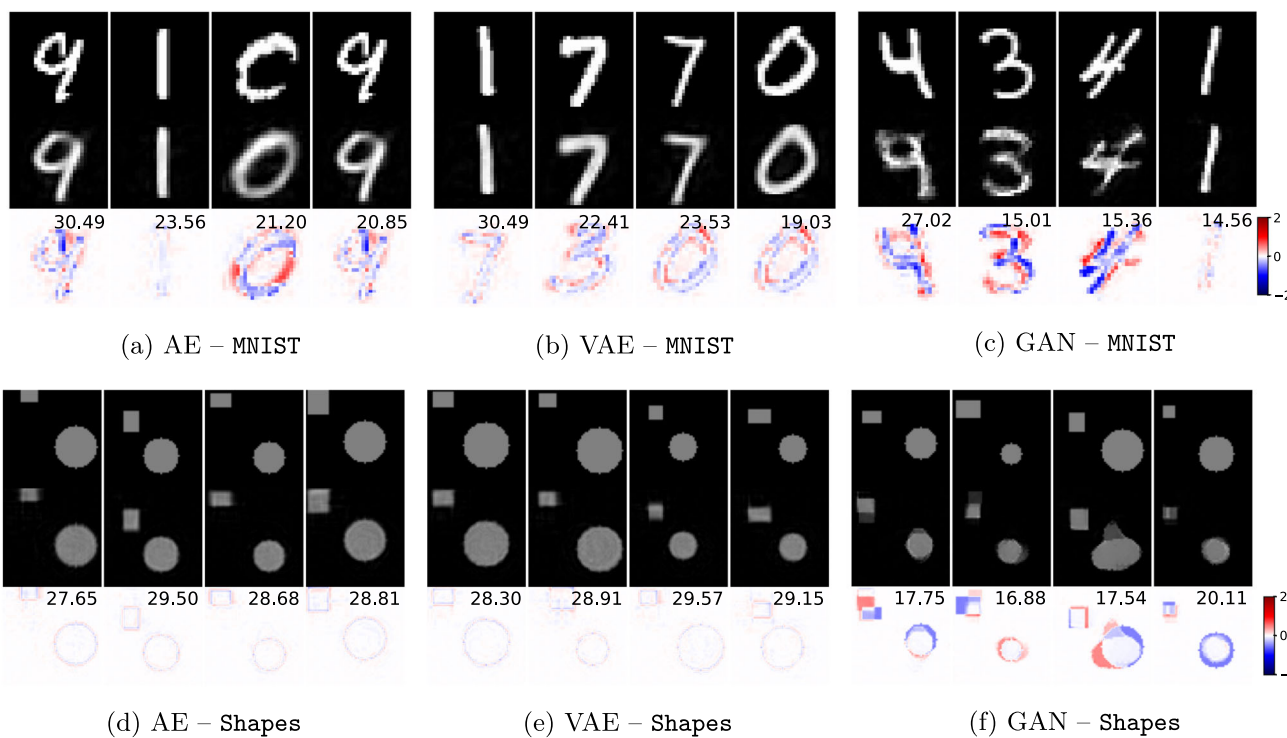 30.49 23.56 21.20 20.85
30.49 22.41 23.53 19.03
27.02 15.01 15.36 14.56
2
0
−2
(a) AE – MNIST
(b) VAE – MNIST
(c) GAN – MNIST
27.65 29.50 28.68 28.81
28.30 28.91 29.57 29.15
17.75 16.88 17.54 20.11
2
0
(d) AE – Shapes
(e) VAE – Shapes
(f) GAN – Shapes